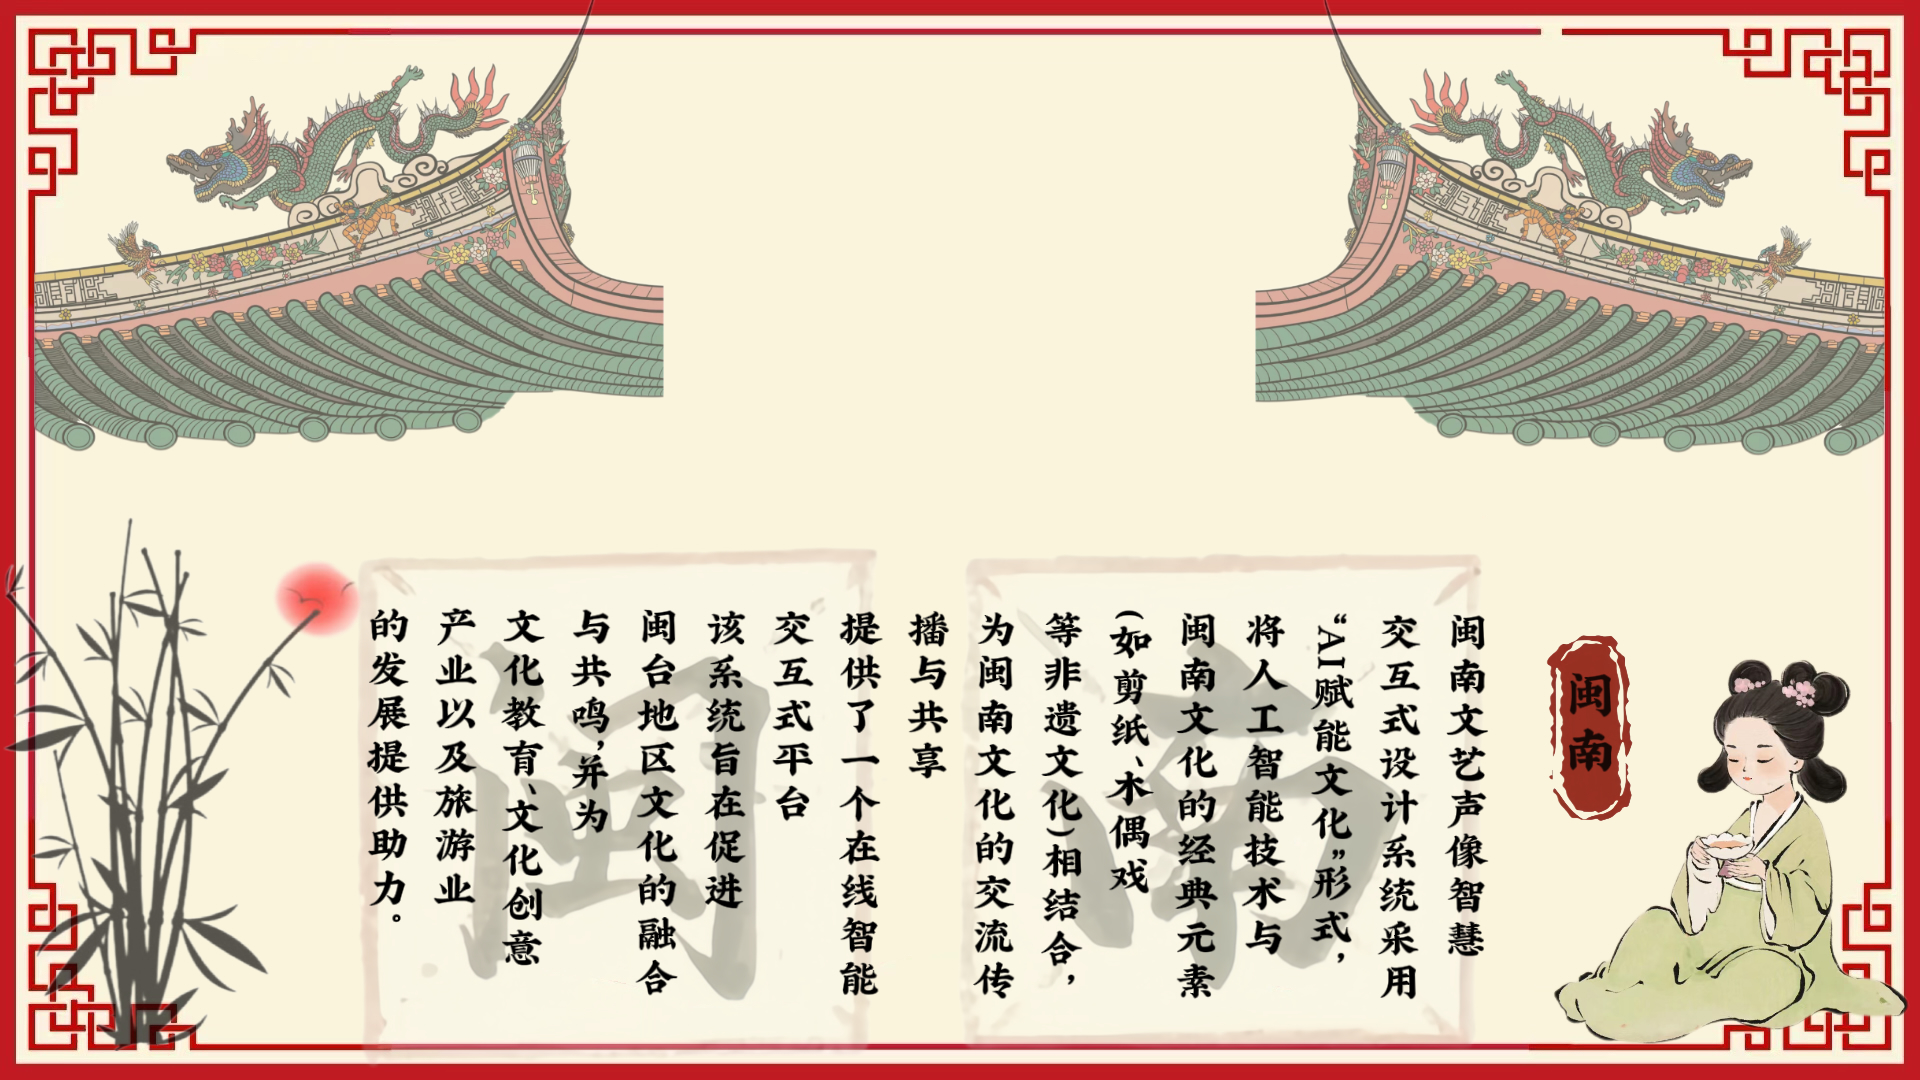 闽南
闽南文艺声像智慧
交互式设计系统采用
“AI赋能文化”形式，
将人工智能技术与
闽南文化的经典元素
(如剪纸、木偶戏
等非遗文化)相结合，
为闽南文化的交流传
播与共享
提供了一个在线智能
交互式平台
该系统旨在促进
闽台地区文化的融合
与共鸣，并为
文化教育、文化创意
产业以及旅游业
的发展提供助力。
南
闽